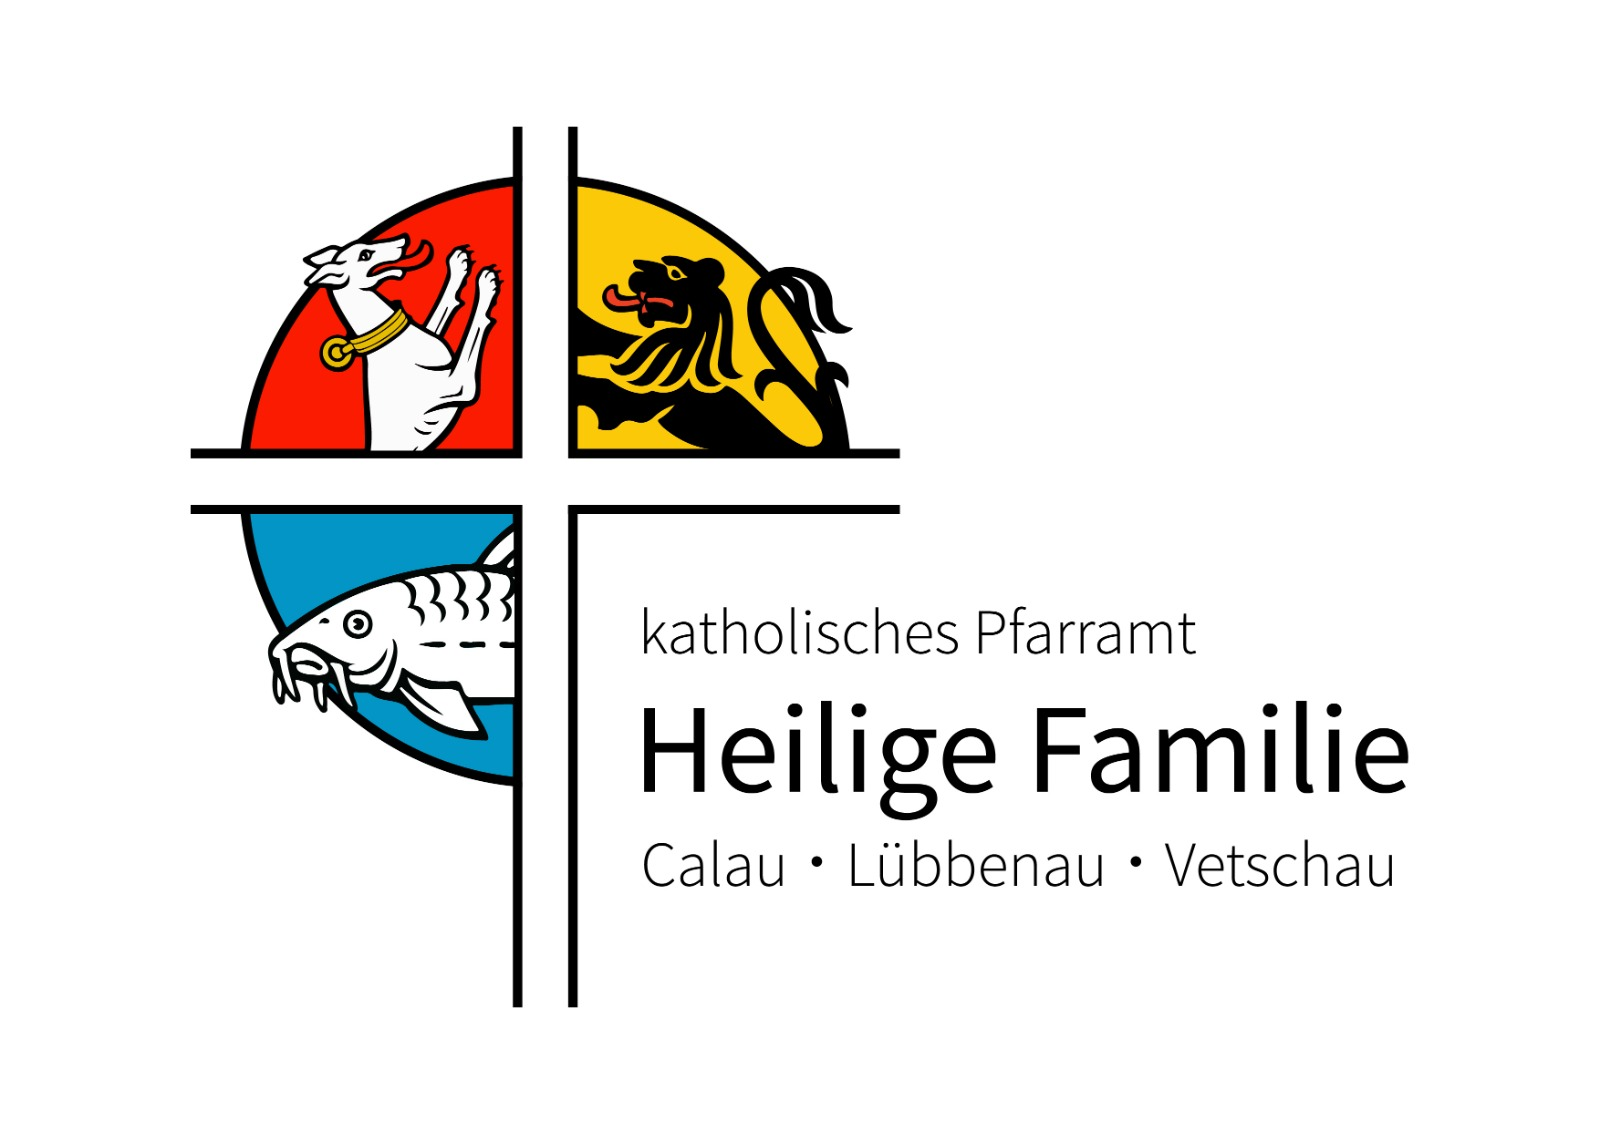 katholisches Pfarramt
Heilige Familie
Calau • Lübbenau • Vetschau